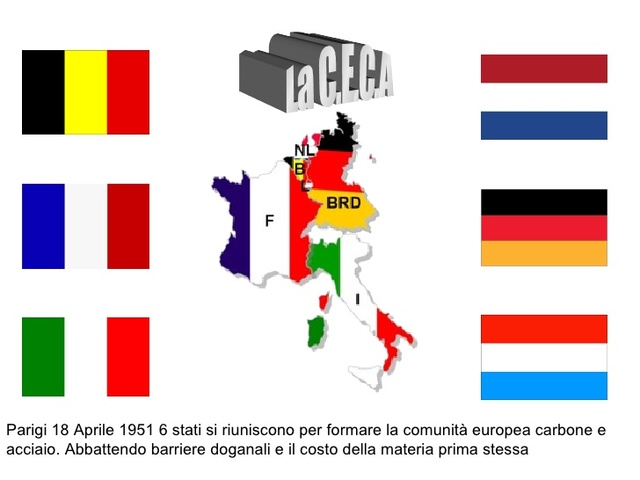 La C.E.C.A
NL
B
L
BRD
F
I
Parigi 18 Aprile 1951 6 stati si riuniscono per formare la comunità europea carbone e
acciaio. Abbattendo barriere doganali e il costo della materia prima stessa